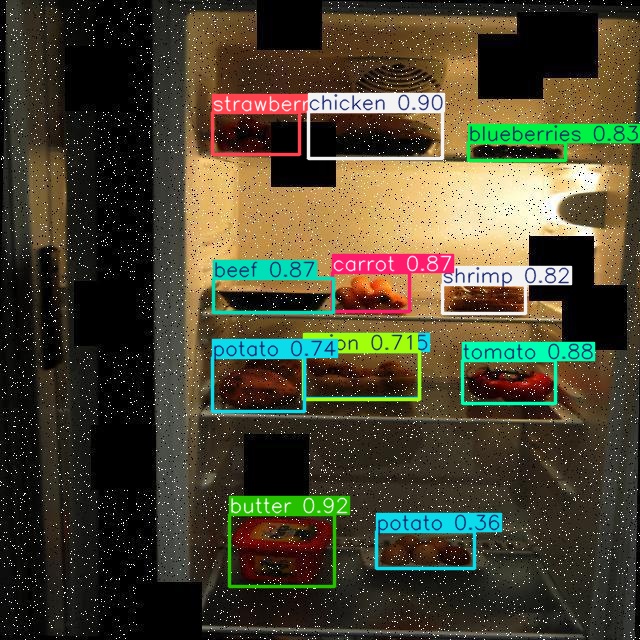 strawberr
chicken 0.90
blueberries 0.83
beef 0.87
carrot 0.87
shrimp 0.82
potato 0.74
ion 0.715
tomato 0.88
butter 0.92
potato 0.36